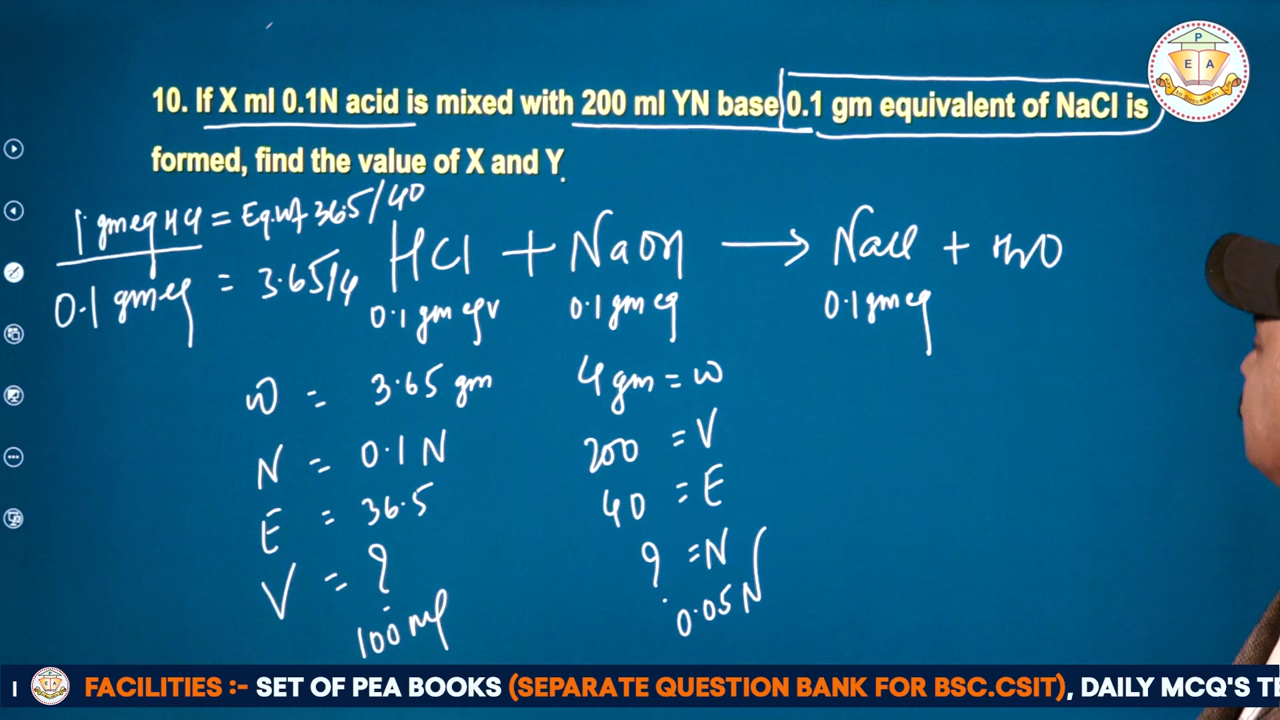 10. If X ml 0.1N acid is mixed with 200 ml YN base 0.1 gm equivalent of NaCl is
formed, find the value of X and Y.
P
E A
1 gmeq HCl = Eq.wt 36.5/40
0.1 gmeq = 3.65/4
HCl + NaOH → NaCl + H2O
0.1 gm eqv 0.1 gm eq 0.1 gmeq
W = 3.65 gm 4 gm = W
N = 0.1 N 200 = V
E = 36.5 40 = E
V = ? ? = N
100 ml 0.05 N
FACILITIES :- SET OF PEA BOOKS (SEPARATE QUESTION BANK FOR BSC.CSIT), DAILY MCQ'S TE